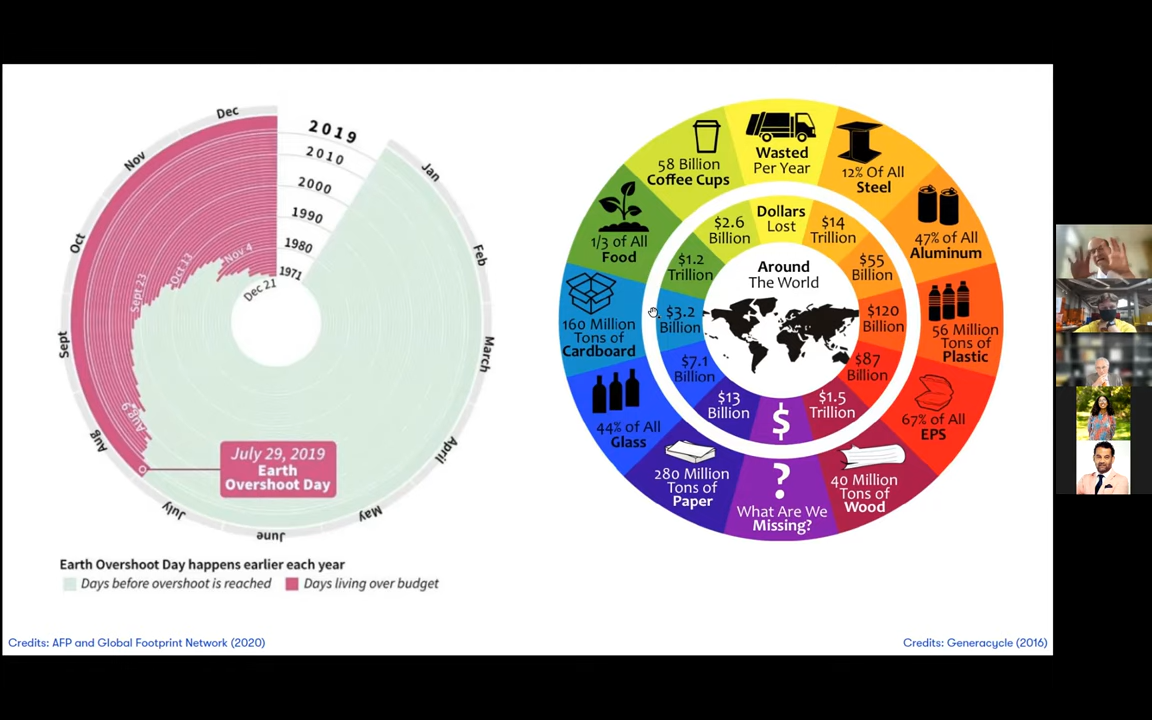 Dec
Nov
Oct
Sept
Aug
July
June
May
April
March
Feb
Jan
2019
2010
2000
1990
1980
1971
Dec 21
Nov 4
Oct 13
Sept 23
Aug 9
July 29, 2019
Earth
Overshoot Day
Earth Overshoot Day happens earlier each year
Days before overshoot is reached
Days living over budget
Credits: AFP and Global Footprint Network (2020)
Wasted
Per Year
12% Of All
Steel
47% of All
Aluminum
56 Million
Tons of
Plastic
67% of All
EPS
40 Million
Tons of
Wood
?
What Are We
Missing?
280 Million
Tons of
Paper
44% of All
Glass
160 Million
Tons of
Cardboard
1/3 of All
Food
58 Billion
Coffee Cups
Dollars
Lost
$14
Trillion
$55
Billion
$120
Billion
$87
Billion
$1.5
Trillion
$
$13
Billion
$7.1
Billion
$3.2
Billion
$1.2
Trillion
$2.6
Billion
Around
The World
Credits: Generacycle (2016)